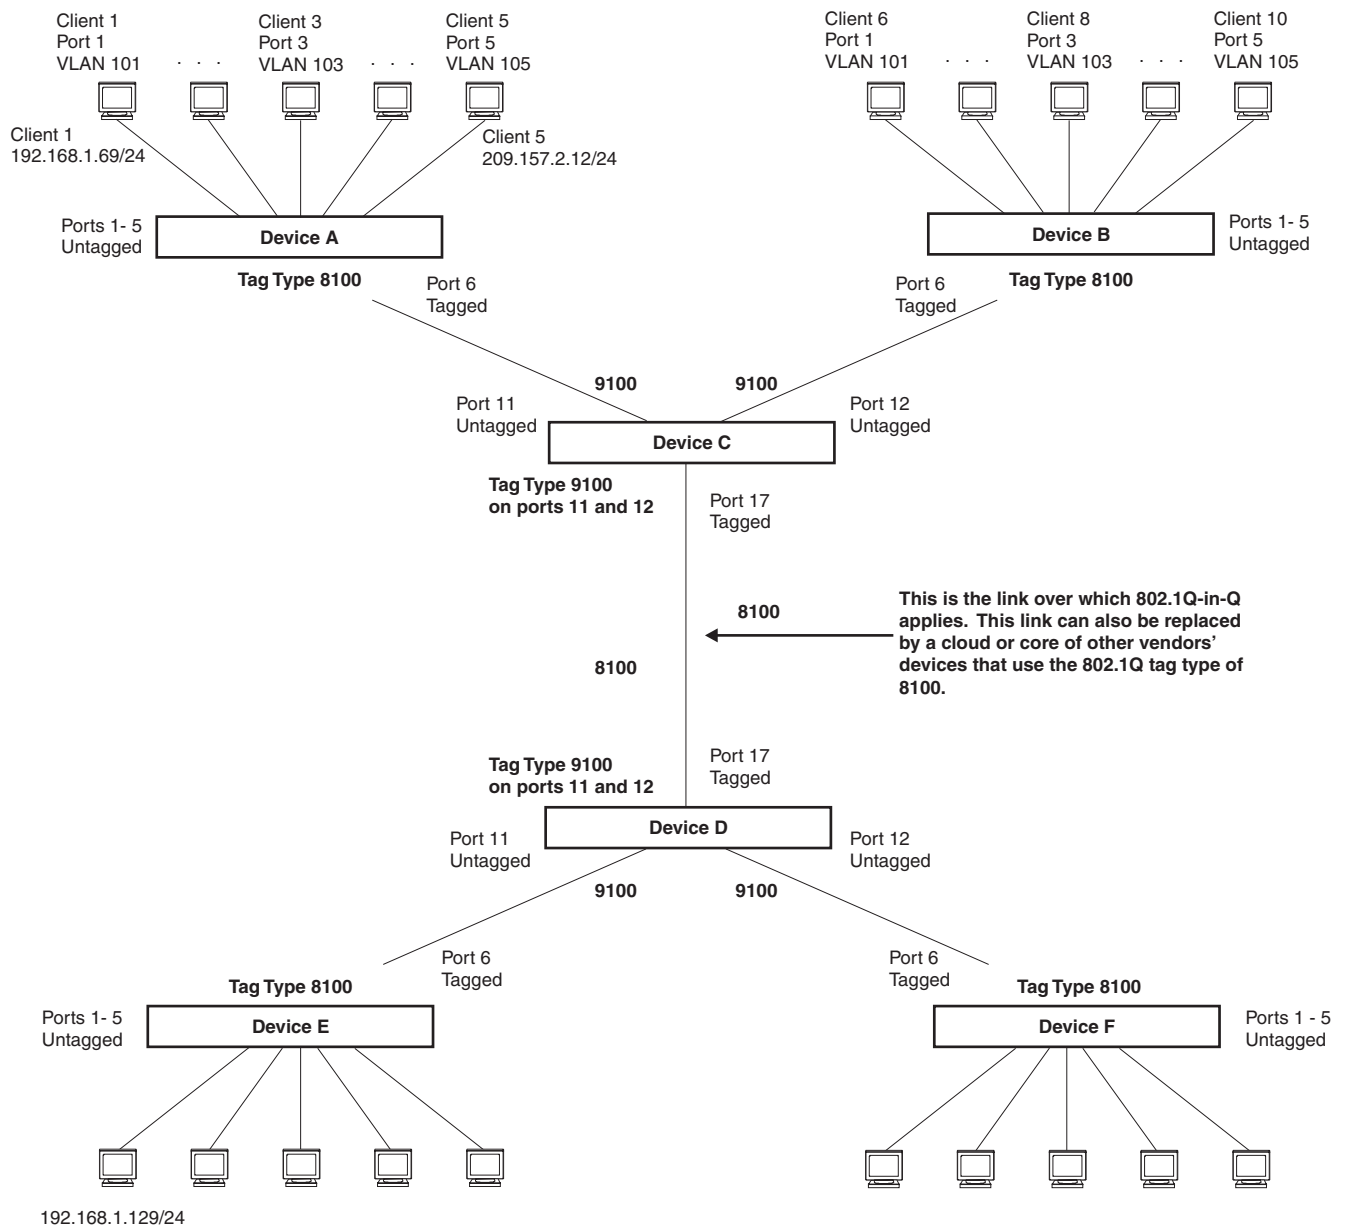 Client 1
Port 1
VLAN 101
. . .
Client 3
Port 3
VLAN 103
. . .
Client 5
Port 5
VLAN 105
Client 6
Port 1
VLAN 101
. . .
Client 8
Port 3
VLAN 103
. . .
Client 10
Port 5
VLAN 105
Client 1
192.168.1.69/24
Client 5
209.157.2.12/24
Ports 1- 5
Untagged
Device A
Device B
Ports 1- 5
Untagged
Tag Type 8100
Port 6
Tagged
Port 6
Tagged
Tag Type 8100
9100
9100
Port 11
Untagged
Port 12
Untagged
Device C
Tag Type 9100
on ports 11 and 12
Port 17
Tagged
8100
This is the link over which 802.1Q-in-Q
applies. This link can also be replaced
by a cloud or core of other vendors’
devices that use the 802.1Q tag type of
8100.
8100
Tag Type 9100
on ports 11 and 12
Port 17
Tagged
Device D
Port 11
Untagged
Port 12
Untagged
9100
9100
Port 6
Tagged
Port 6
Tagged
Tag Type 8100
Tag Type 8100
Ports 1- 5
Untagged
Device E
Device F
Ports 1 - 5
Untagged
192.168.1.129/24